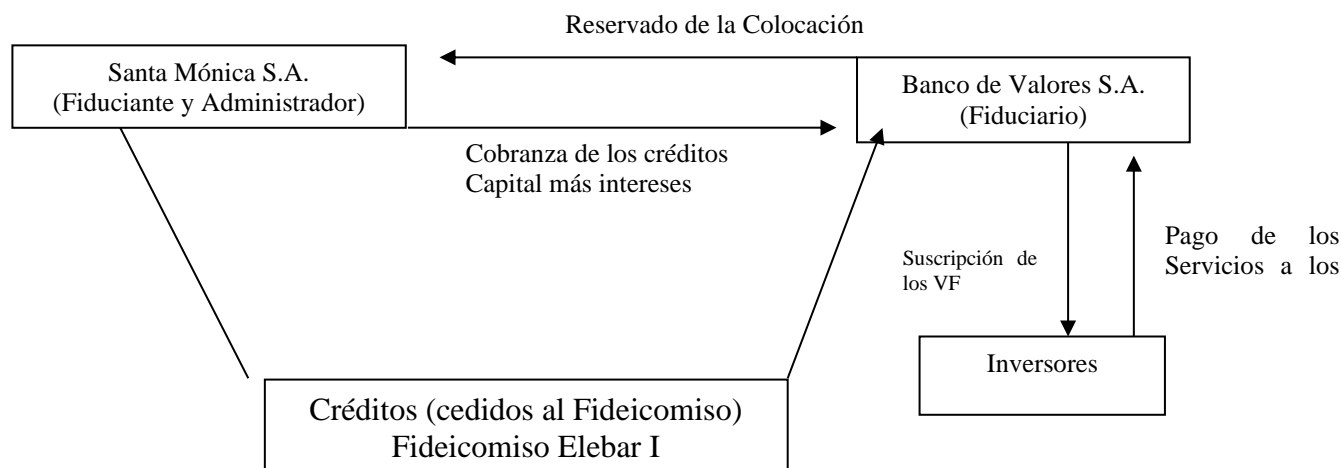 Reservado de la Colocación
Santa Mónica S.A.
(Fiduciante y Administrador)
Banco de Valores S.A.
(Fiduciario)
Cobranza de los créditos
Capital más intereses
Suscripción de
los VF
Pago de los
Servicios a los
Inversores
Créditos (cedidos al Fideicomiso)
Fideicomiso Elebar I